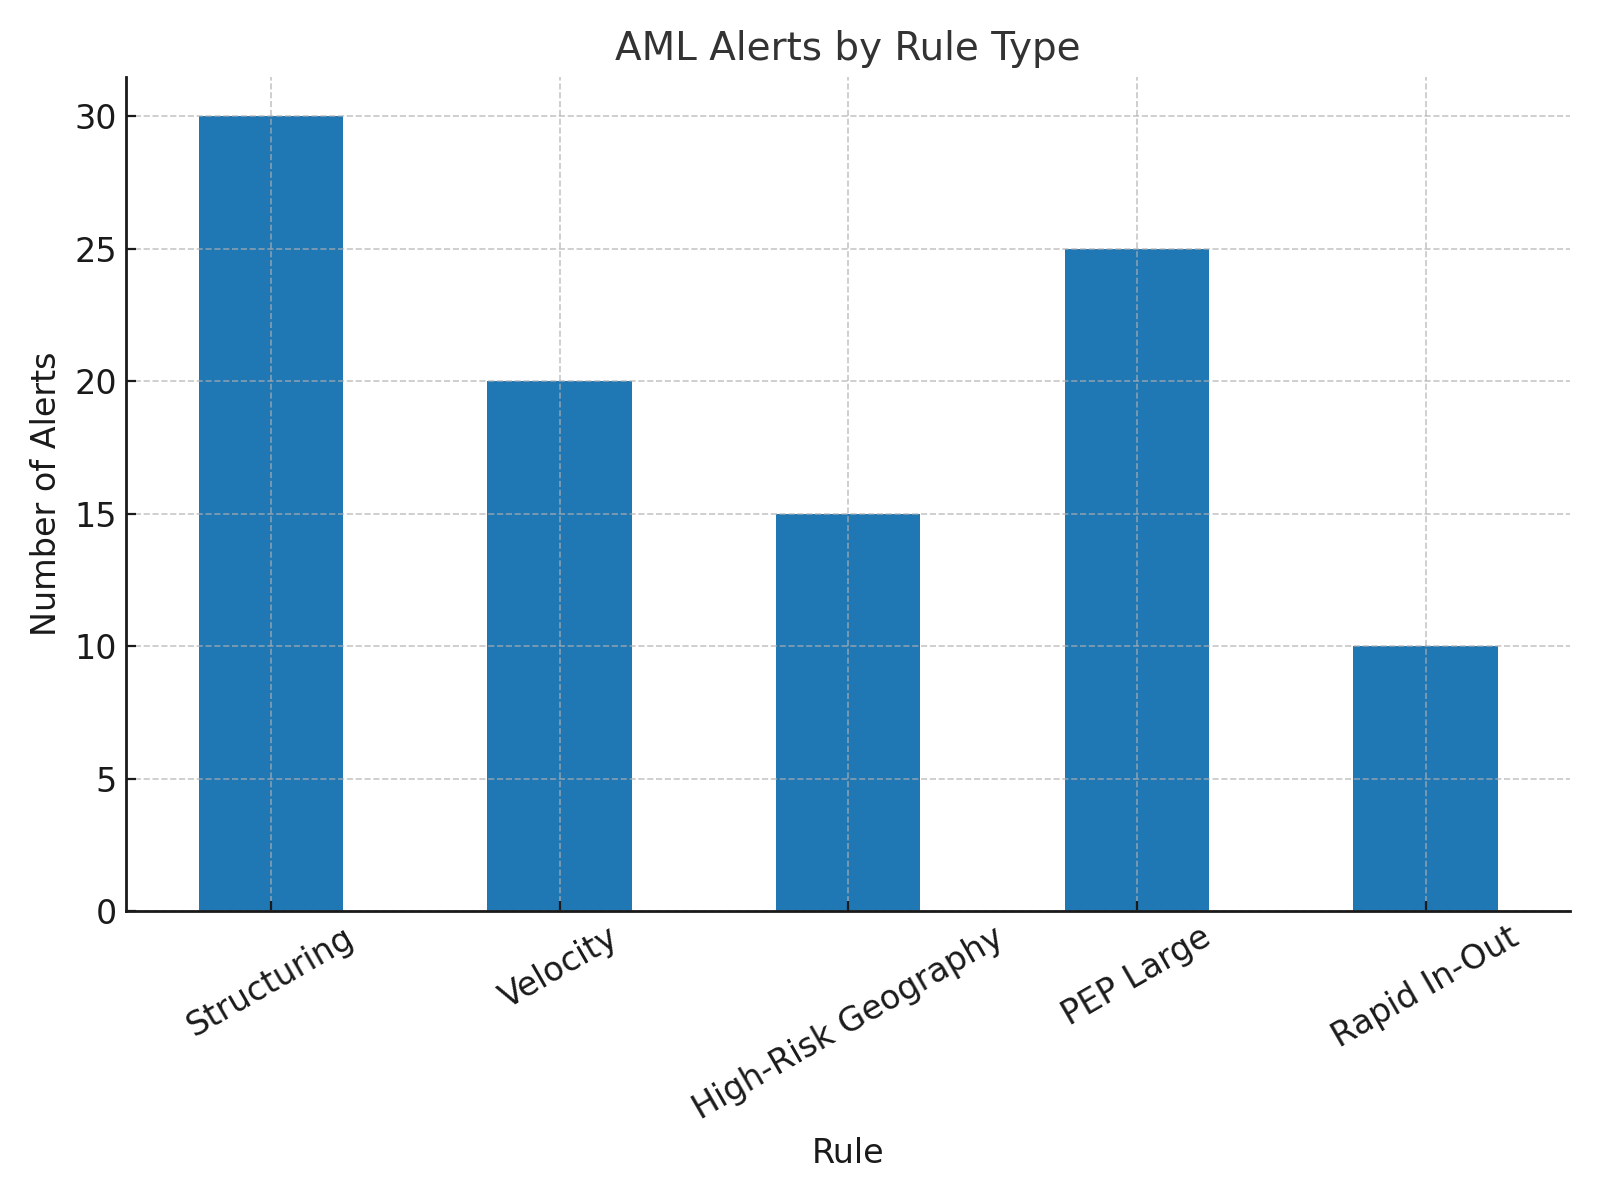 AML Alerts by Rule Type
Number of Alerts
30
25
20
15
10
5
0
Structuring
Velocity
High-Risk Geography
PEP Large
Rapid In-Out
Rule